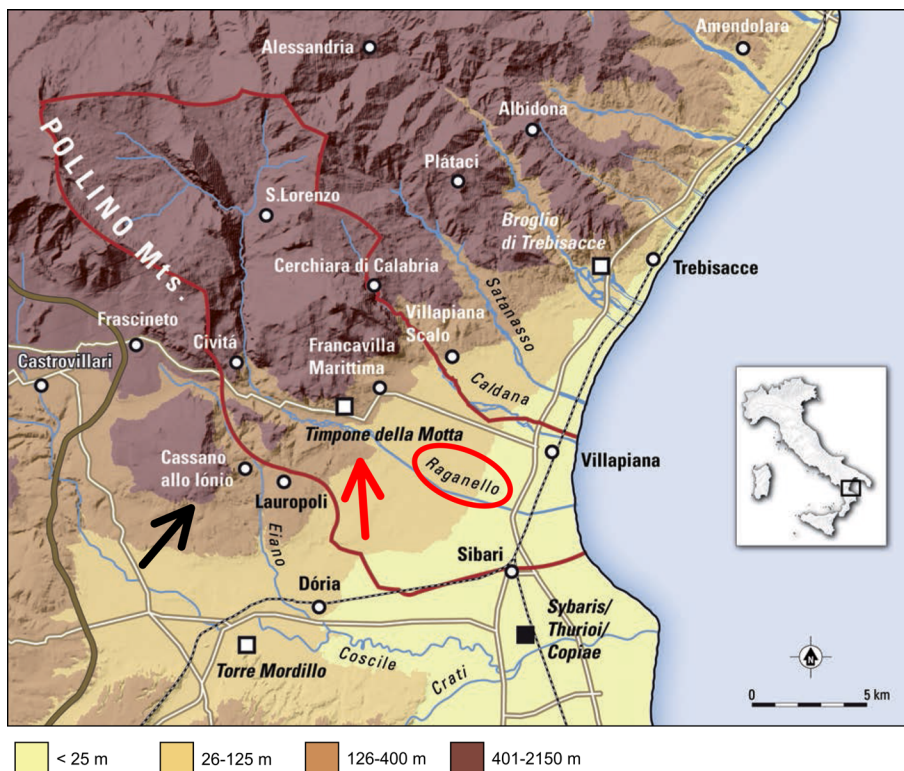 Amendolara
Alessandria
Albidona
POLLINO Mts.
Plátaci
S.Lorenzo
Broglio
di Trebisacce
Trebisacce
Cerchiara di Calabria
Satanasso
Villapiana
Scalo
Frascineto
Civitá
Francavilla
Marittima
Castrovillari
Caldana
Timpone della Motta
Villapiana
Cassano
allo Iónio
Raganello
Lauropoli
Eiano
Sibari
Dória
Sybaris/
Thurioi/
Copiae
Torre Mordillo
Coscile
Crati
N
0 5 km
< 25 m
26-125 m
126-400 m
401-2150 m